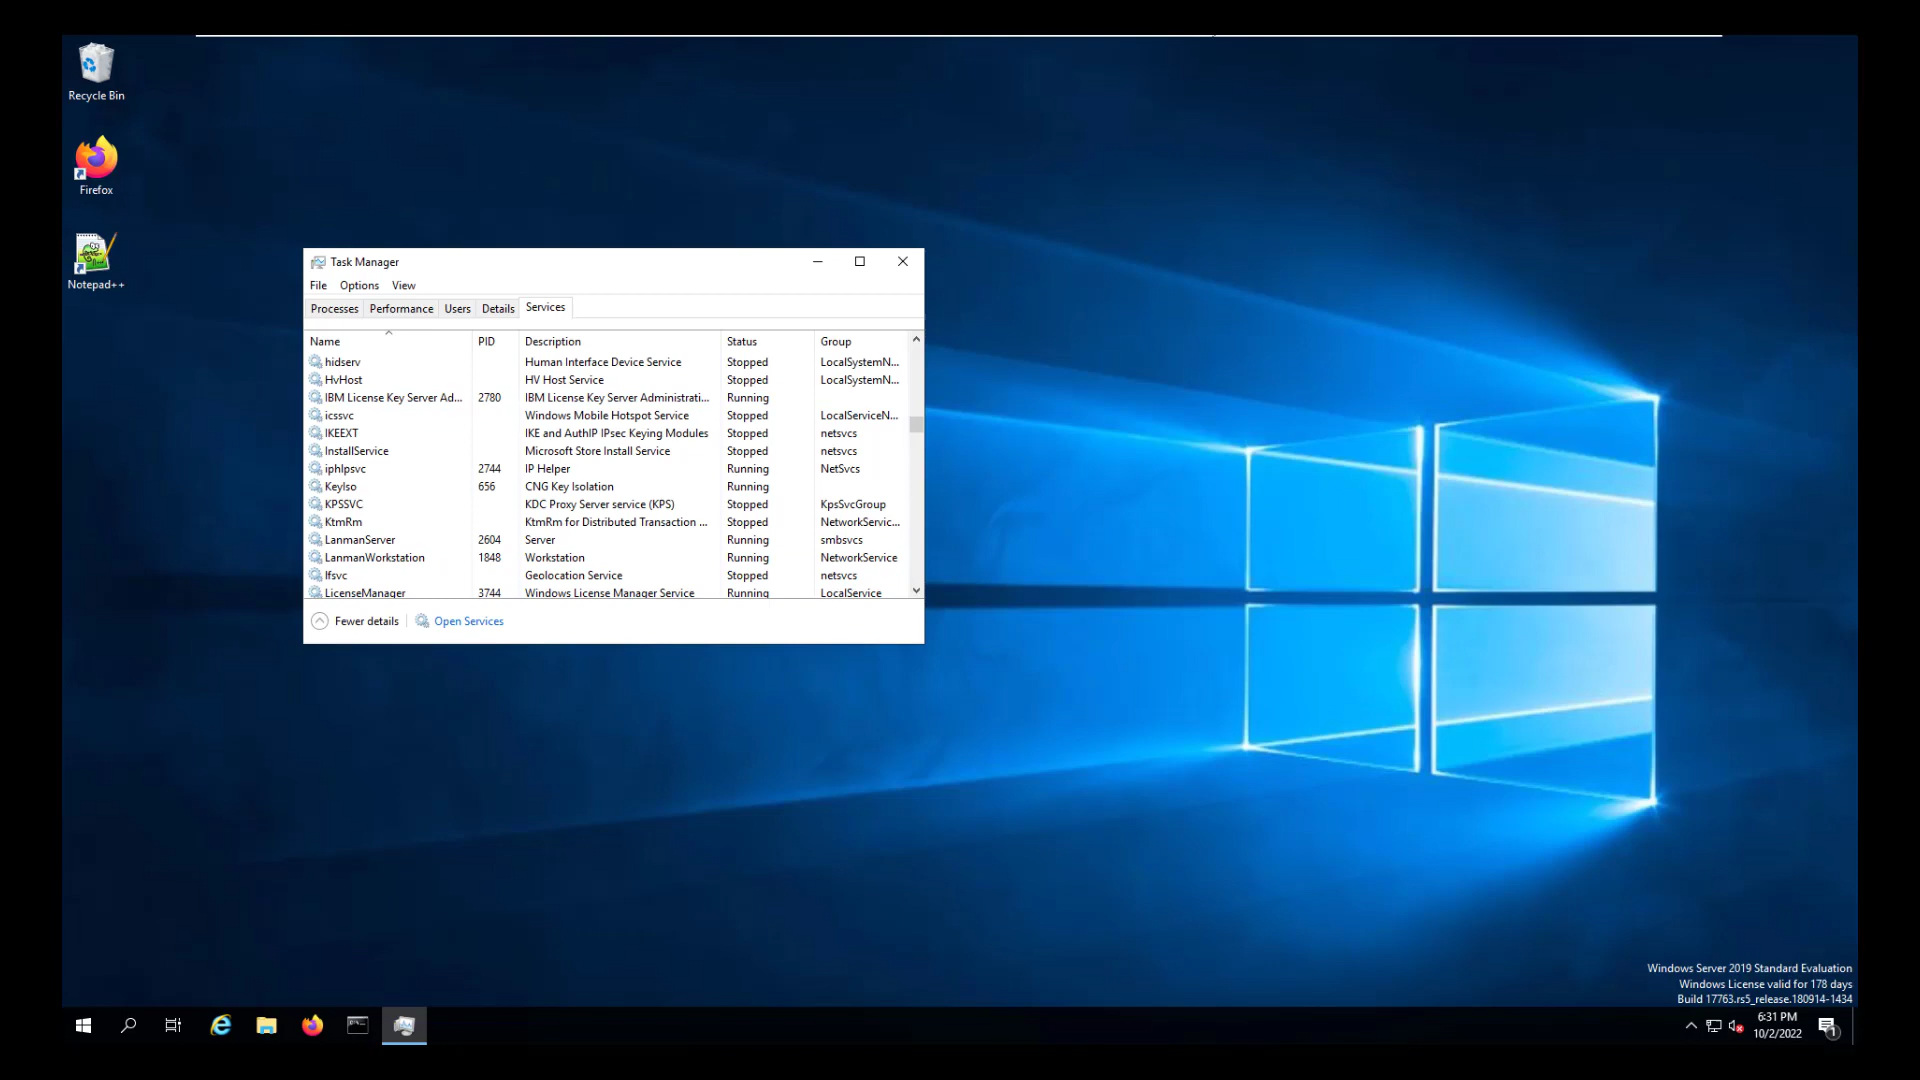 Recycle Bin
Firefox
Notepad++
Task Manager
File Options View
Processes Performance Users Details Services
Name PID Description Status Group
hidserv Human Interface Device Service Stopped LocalSystemN...
HvHost HV Host Service Stopped LocalSystemN...
IBM License Key Server Ad... 2780 IBM License Key Server Administrati... Running
icssvc Windows Mobile Hotspot Service Stopped LocalServiceN...
IKEEXT IKE and AuthIP IPsec Keying Modules Stopped netsvcs
InstallService Microsoft Store Install Service Stopped netsvcs
iphlpsvc 2744 IP Helper Running NetSvcs
KeyIso 656 CNG Key Isolation Running
KPSSVC KDC Proxy Server service (KPS) Stopped KpsSvcGroup
KtmRm KtmRm for Distributed Transaction ... Stopped NetworkServic...
LanmanServer 2604 Server Running smbsvcs
LanmanWorkstation 1848 Workstation Running NetworkService
lfsvc Geolocation Service Stopped netsvcs
LicenseManager 3744 Windows License Manager Service Running LocalService
Fewer details Open Services
Windows Server 2019 Standard Evaluation
Windows License valid for 178 days
Build 17763.rs5_release.180914-1434
6:31 PM
10/2/2022
1